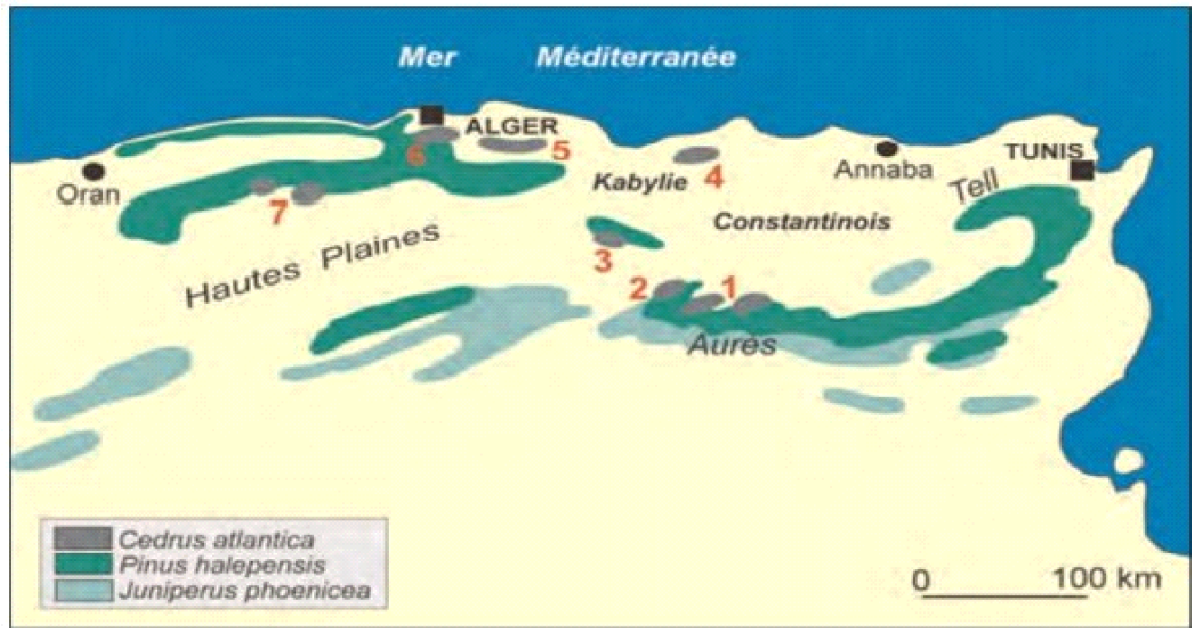 Mer Méditerranée
ALGER
6
5
Oran
7
Kabylie 4
Annaba
TUNIS
Tell
Constantinois
Hautes Plaines
3
2
1
Aurès
Cedrus atlantica
Pinus halepensis
Juniperus phoenicea
0 100 km